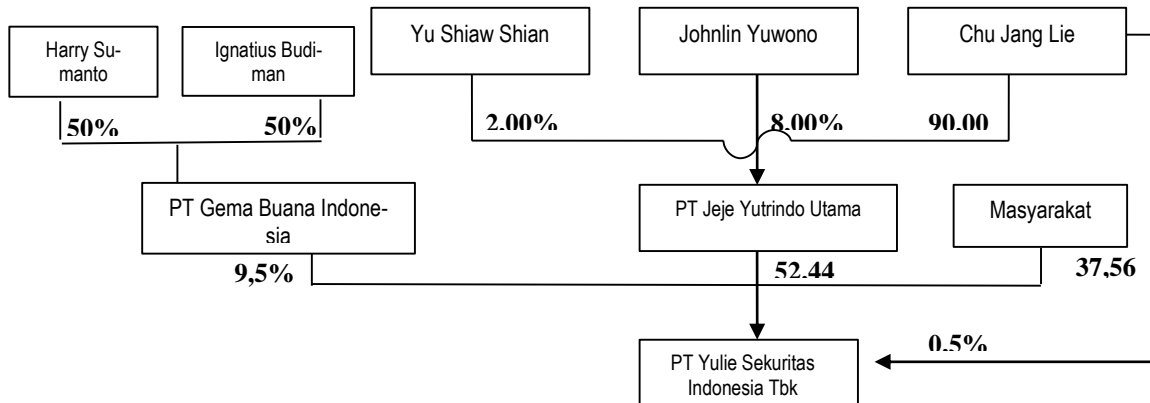 Harry Su-
manto
Ignatius Budi-
man
Yu Shiaw Shian
Johnlin Yuwono
Chu Jang Lie
50%
50%
2.00%
8.00%
90.00
PT Gema Buana Indone-
sia
PT Jeje Yutrindo Utama
Masyarakat
9,5%
52.44
37,56
PT Yulie Sekuritas
Indonesia Tbk
0.5%